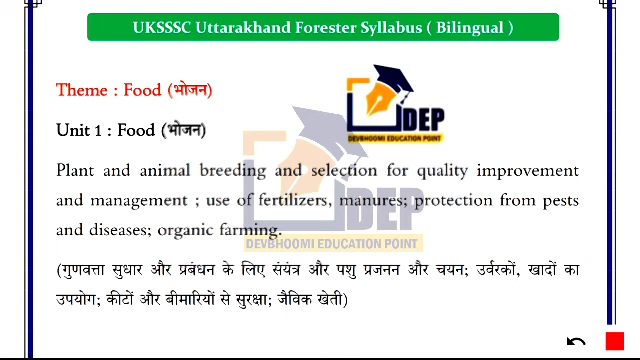 UKSSSC Uttarakhand Forester Syllabus ( Bilingual )
Theme : Food (भोजन)
DEP
DEVBHOOMI EDUCATION POINT
Unit 1 : Food (भोजन)
Plant and animal breeding and selection for quality improvement
and management ; use of fertilizers, manures; protection from pests
and diseases; organic farming.
DEP
DEVBHOOMI EDUCATION POINT
(गुणवत्ता सुधार और प्रबंधन के लिए संयंत्र और पशु प्रजनन और चयन; उर्वरकों, खादों का
उपयोग; कीटों और बीमारियों से सुरक्षा; जैविक खेती)